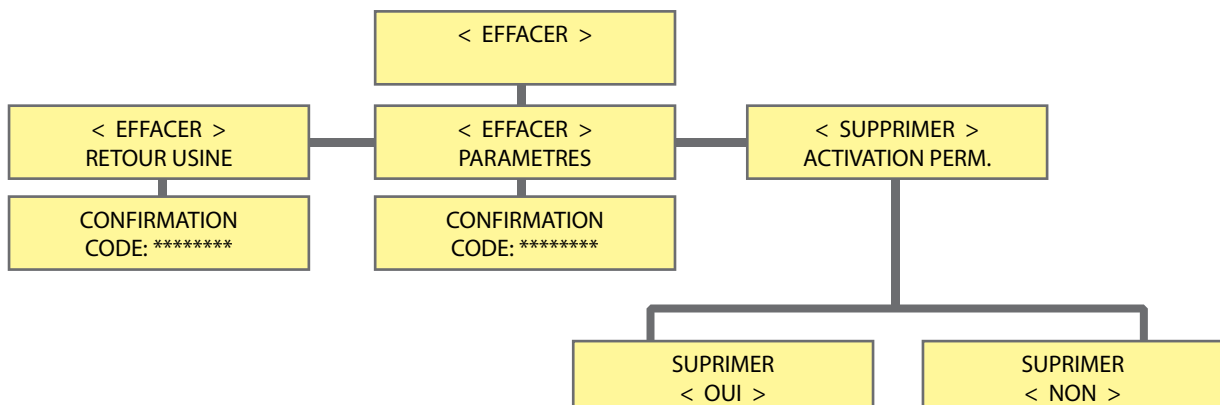 < EFFACER >
< EFFACER >
RETOUR USINE
< EFFACER >
PARAMETRES
< SUPPRIMER >
ACTIVATION PERM.
CONFIRMATION
CODE: ********
CONFIRMATION
CODE: ********
SUPRIMER
< OUI >
SUPRIMER
< NON >